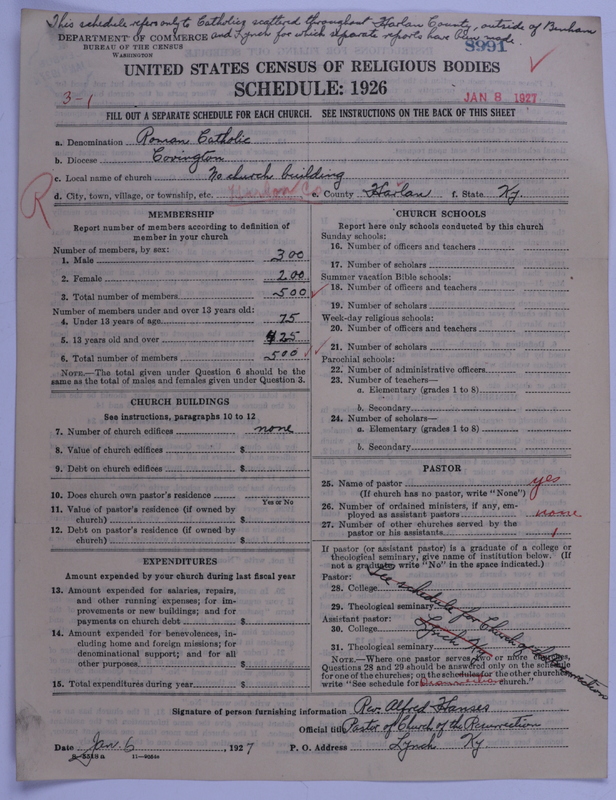 This schedule refers only to Catholics scattered throughout Harlan County, outside of Benham
and Lynch for which separate reports have been made.
DEPARTMENT OF COMMERCE
BUREAU OF THE CENSUS
WASHINGTON
8991
UNITED STATES CENSUS OF RELIGIOUS BODIES
SCHEDULE: 1926
3-1
JAN 8 1927
FILL OUT A SEPARATE SCHEDULE FOR EACH CHURCH. SEE INSTRUCTIONS ON THE BACK OF THIS SHEET
a. Denomination Roman Catholic
b. Diocese Covington
c. Local name of church No church building
R
d. City, town, village, or township, etc. e. County Harlan f. State Ky.
MEMBERSHIP
Report number of members according to definition of
member in your church
Number of members, by sex:
1. Male 300
2. Female 200
3. Total number of members 500
Number of members under and over 13 years old:
4. Under 13 years of age 75
5. 13 years old and over 425
6. Total number of members 500
NOTE.—The total given under Question 6 should be
same as the total of males and females given under Question 3.
CHURCH BUILDINGS
See instructions, paragraphs 10 to 12
7. Number of church edifices none
8. Value of church edifices $
9. Debt on church edifices $
10. Does church own pastor's residence
Yes or No
11. Value of pastor's residence (if owned by
church) $
12. Debt on pastor's residence (if owned by
church) $
EXPENDITURES
Amount expended by your church during last fiscal year
13. Amount expended for salaries, repairs,
and other running expenses; for im-
provements or new buildings; and for
payments on church debt $
14. Amount expended for benevolences, in-
cluding home and foreign missions; for
denominational support; and for all
other purposes $
15. Total expenditures during year $
CHURCH SCHOOLS
Report here only schools conducted by this church
Sunday schools:
16. Number of officers and teachers
17. Number of scholars
Summer vacation Bible schools:
18. Number of officers and teachers
19. Number of scholars
Week-day religious schools:
20. Number of officers and teachers
21. Number of scholars
Parochial schools:
22. Number of administrative officers
23. Number of teachers—
a. Elementary (grades 1 to 8)
b. Secondary
24. Number of scholars—
a. Elementary (grades 1 to 8)
b. Secondary
PASTOR
25. Name of pastor yes
(If church has no pastor, write "None")
26. Number of ordained ministers, if any, em-
ployed as assistant pastors none
27. Number of other churches served by the
pastor or his assistants 1
If pastor (or assistant pastor) is a graduate of a college or
theological seminary, give name of institution below. (If
not a graduate, write "No" in the space indicated.)
Pastor:
28. College
29. Theological seminary
Assistant pastor:
30. College
31. Theological seminary
See schedule for Church of the Resurrection
Lynch Ky
NOTE.—Where one pastor serves two or more churches,
Questions 28 and 29 should be answered only on the schedule
for one of the churches; on the schedules for the other churches
write "See schedule for church."
Signature of person furnishing information Rev. Alfred Hanses
Official title Pastor of Church of the Resurrection
Date Jan. 6, 1927 P. O. Address Lynch Ky
8-5518a 11-9054